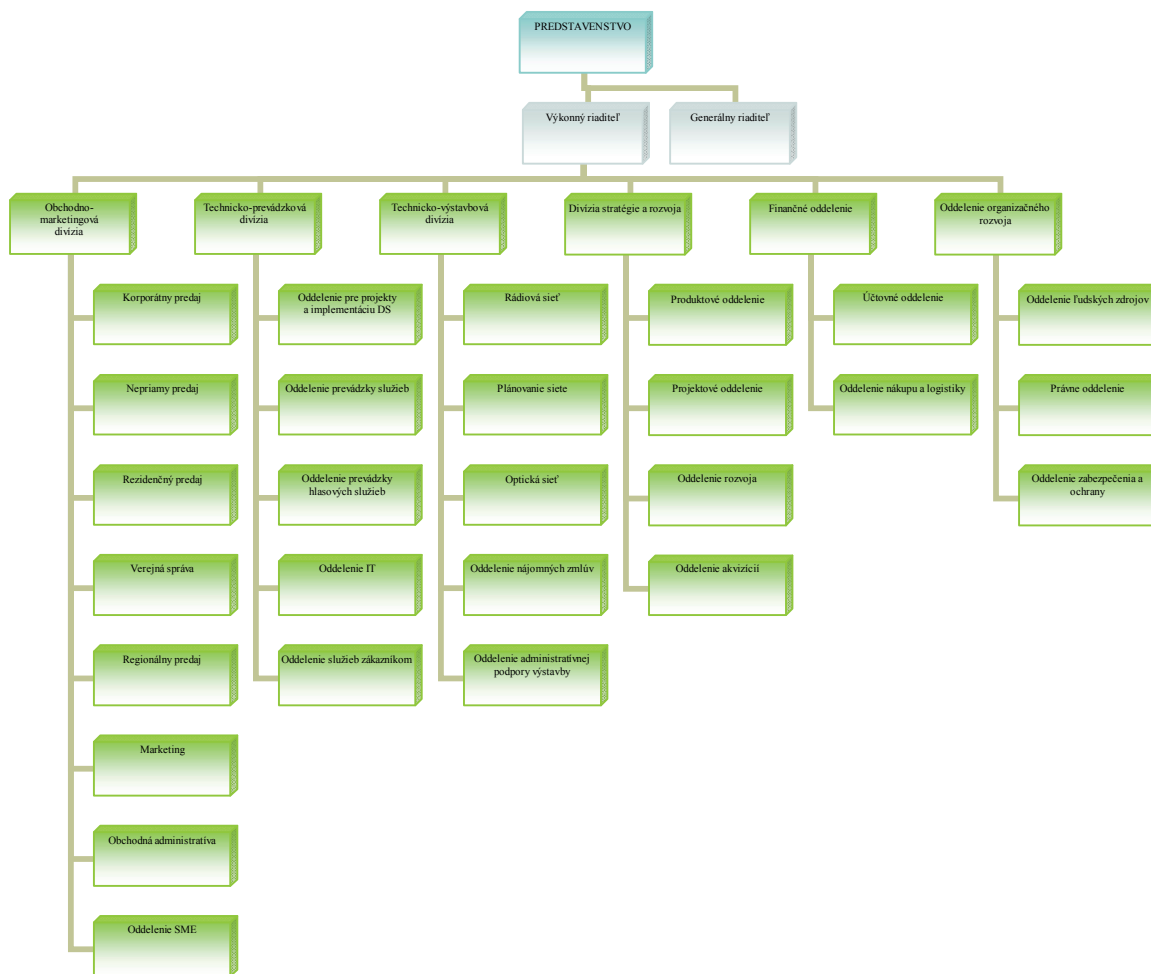 PREDSTAVENSTVO
Výkonný riaditeľ
Generálny riaditeľ
Obchodno-
marketingová
divízia
Technicko-prevádzková
divízia
Technicko-výstavbová
divízia
Divízia stratégie a rozvoja
Finančné oddelenie
Oddelenie organizačného
rozvoja
Korporátny predaj
Nepriamy predaj
Rezidenčný predaj
Verejná správa
Regionálny predaj
Marketing
Obchodná administratíva
Oddelenie SME
Oddelenie pre projekty
a implementáciu DS
Oddelenie prevádzky služieb
Oddelenie prevádzky
hlasových služieb
Oddelenie IT
Oddelenie služieb zákazníkom
Rádiová sieť
Plánovanie siete
Optická sieť
Oddelenie nájomných zmlúv
Oddelenie administratívnej
podpory výstavby
Produktové oddelenie
Projektové oddelenie
Oddelenie rozvoja
Oddelenie akvizícií
Účtovné oddelenie
Oddelenie nákupu a logistiky
Oddelenie ľudských zdrojov
Právne oddelenie
Oddelenie zabezpečenia a
ochrany